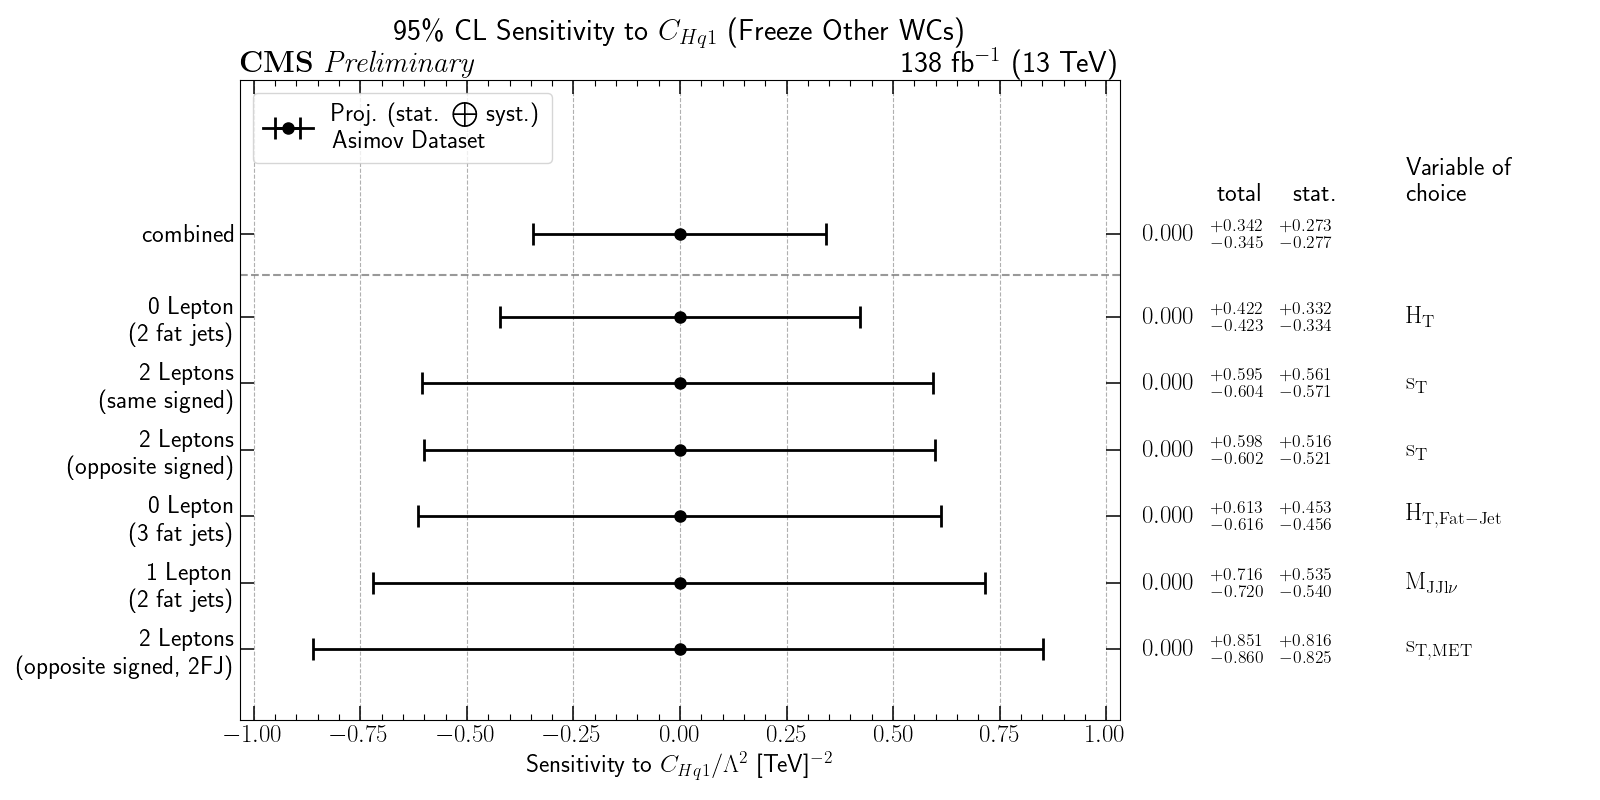 95% CL Sensitivity to C_{Hq1} (Freeze Other WCs)
CMS Preliminary 138 fb^{-1} (13 TeV)
Proj. (stat. ⨁ syst.)
Asimov Dataset
Variable of
choice
total stat.
combined 0.000 +0.342 −0.345 +0.273 −0.277
0 Lepton
(2 fat jets) 0.000 +0.422 −0.423 +0.332 −0.334 H_T
2 Leptons
(same signed) 0.000 +0.595 −0.604 +0.561 −0.571 s_T
2 Leptons
(opposite signed) 0.000 +0.598 −0.602 +0.516 −0.521 s_T
0 Lepton
(3 fat jets) 0.000 +0.613 −0.616 +0.453 −0.456 H_{T,Fat−Jet}
1 Lepton
(2 fat jets) 0.000 +0.716 −0.720 +0.535 −0.540 M_{JJlν}
2 Leptons
(opposite signed, 2FJ) 0.000 +0.851 −0.860 +0.816 −0.825 s_{T,MET}
−1.00 −0.75 −0.50 −0.25 0.00 0.25 0.50 0.75 1.00
Sensitivity to C_{Hq1}/Λ^2 [TeV]^{−2}